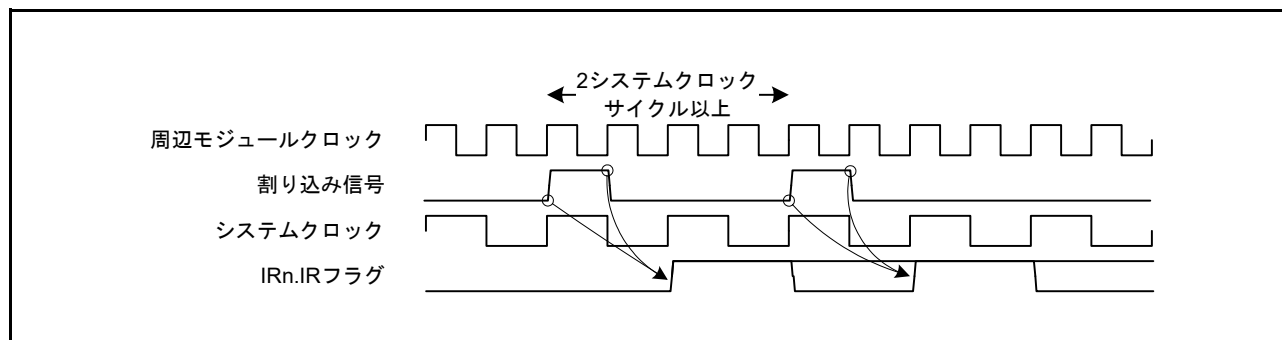 2システムクロック
サイクル以上
周辺モジュールクロック
割り込み信号
システムクロック
IRn.IRフラグ